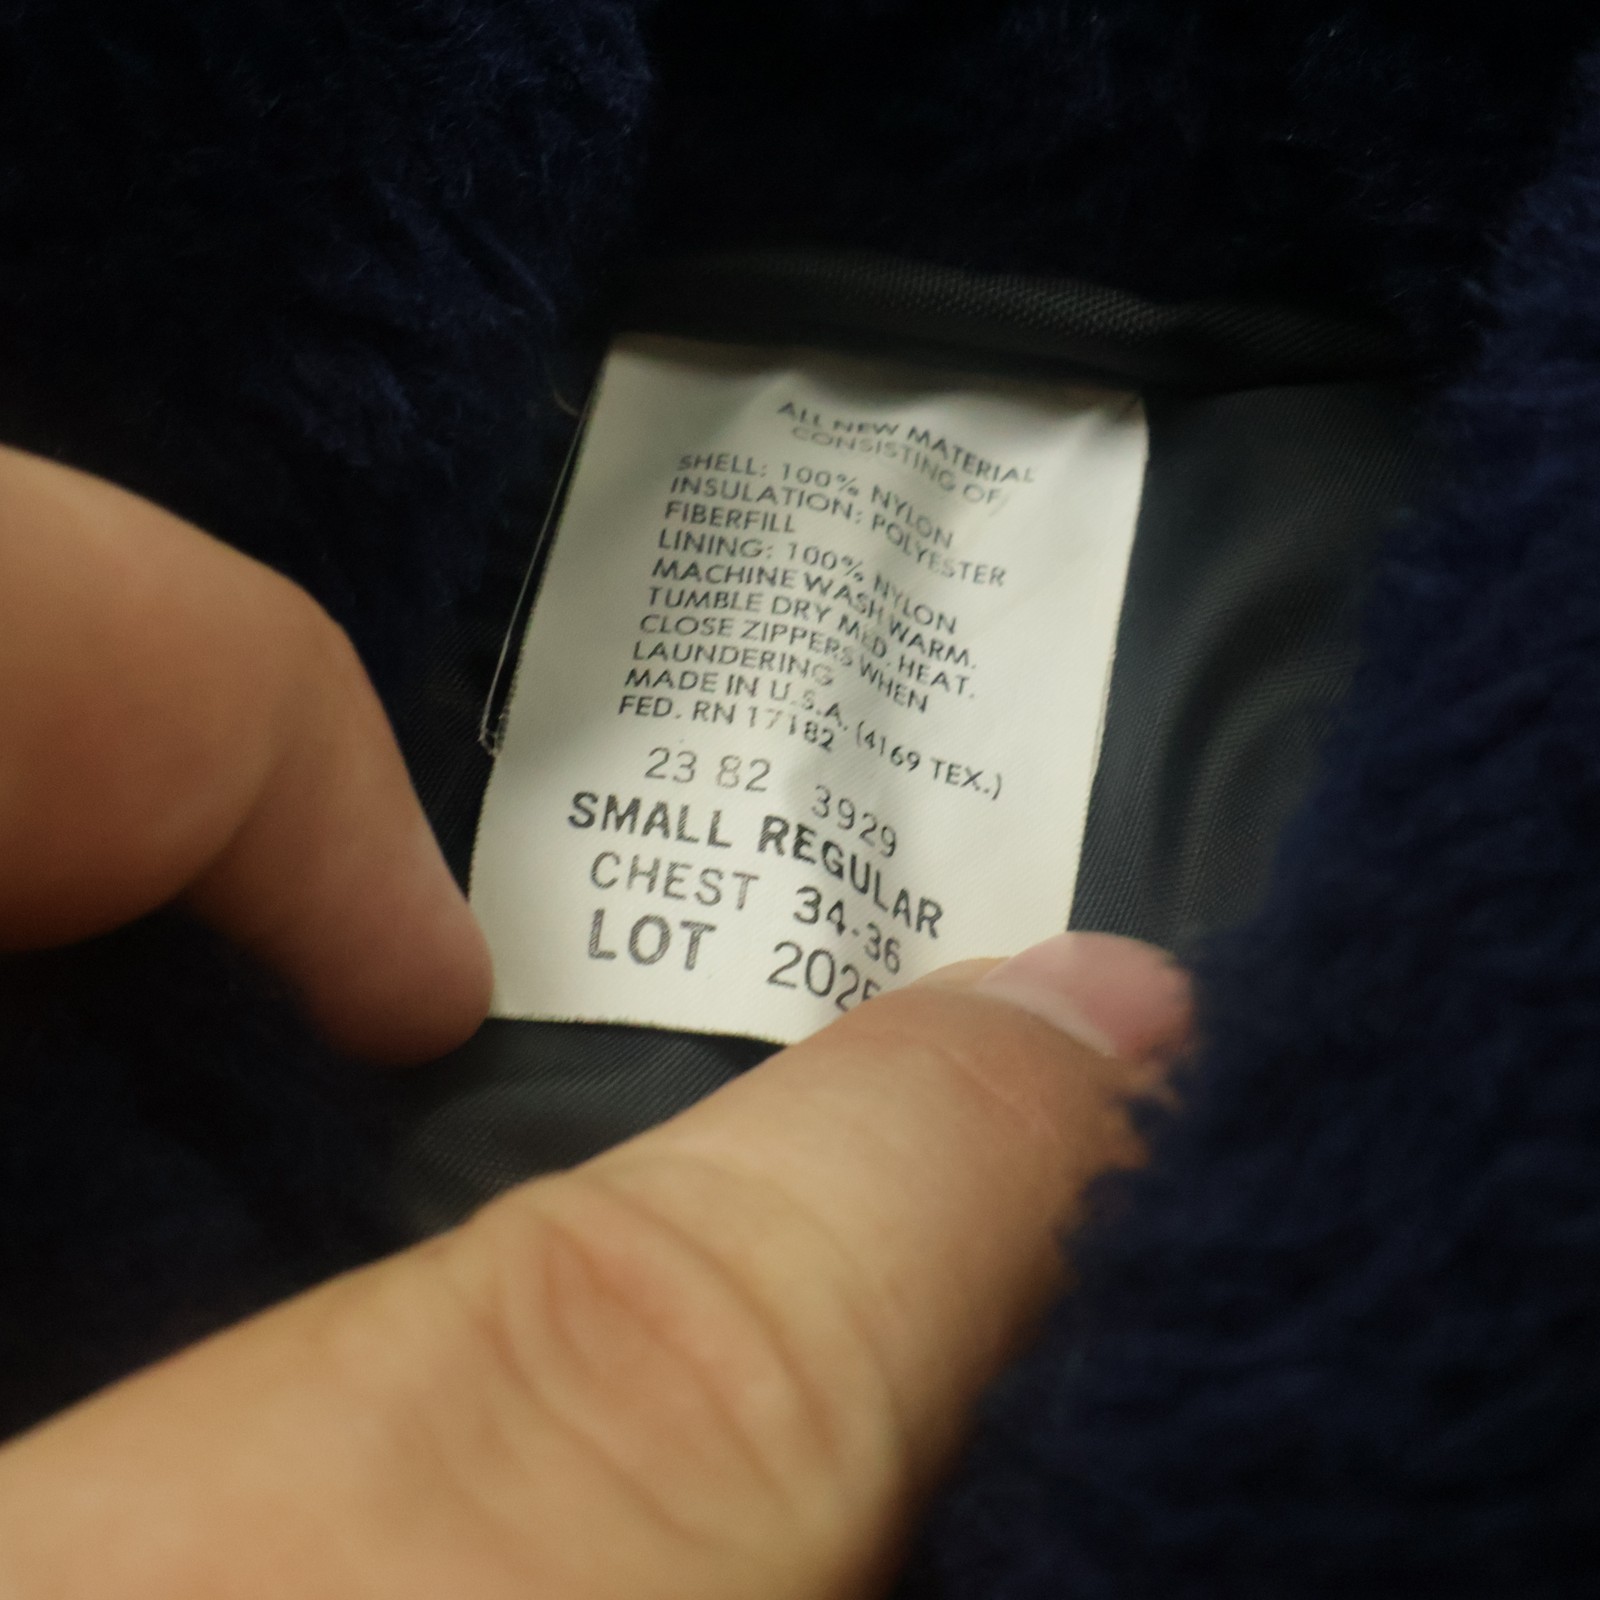 ALL NEW MATERIAL
CONSISTING OF
SHELL: 100% NYLON
INSULATION: POLYESTER
FIBERFILL
LINING: 100% NYLON
MACHINE WASH WARM.
TUMBLE DRY MED. HEAT.
CLOSE ZIPPERS WHEN
LAUNDERING
MADE IN U.S.A. (4169 TEX.)
FED. RN 17182
23 82 3929
SMALL REGULAR
CHEST 34-36
LOT